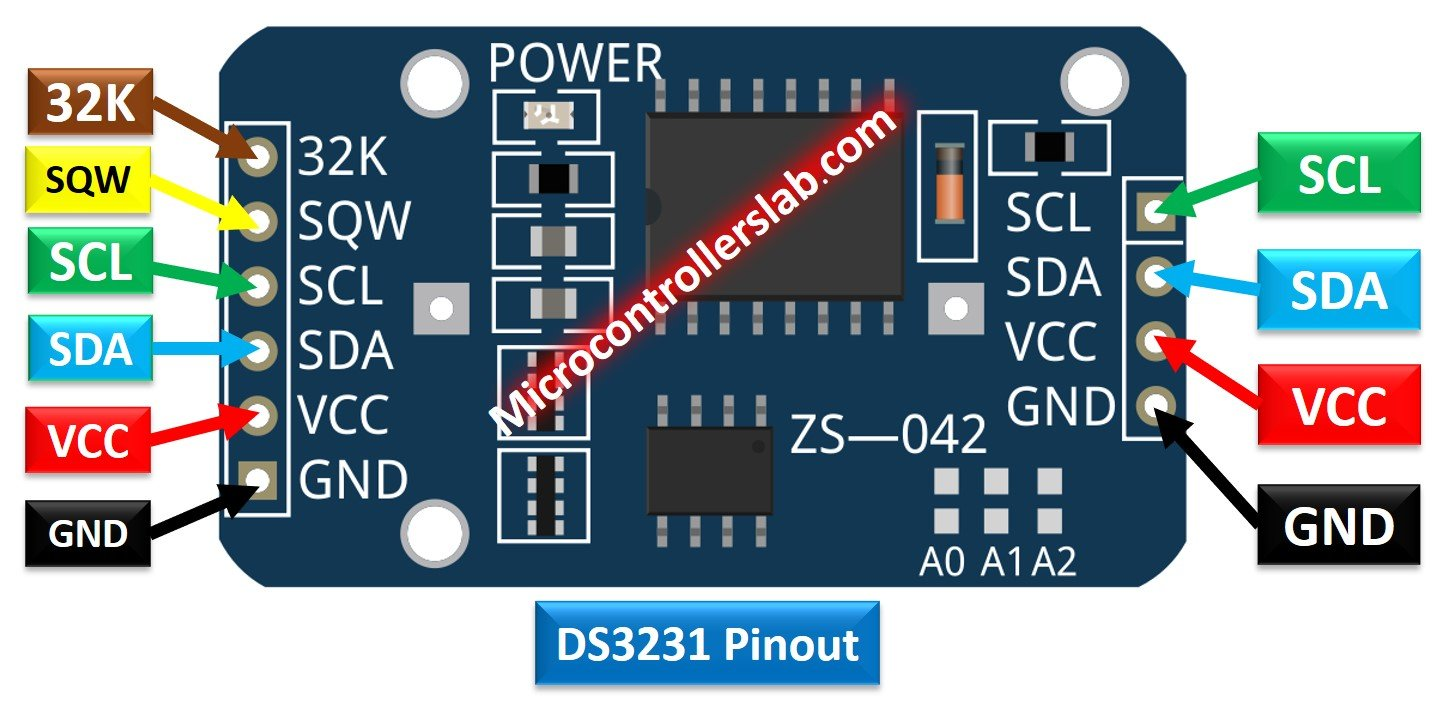 POWER
32K
32K
SQW
SQW
SCL
SCL
SDA
SDA
VCC
VCC
GND
GND
Microcontrollerslab.com
SCL
SCL
SDA
SDA
VCC
VCC
GND
GND
ZS—042
A0 A1 A2
DS3231 Pinout